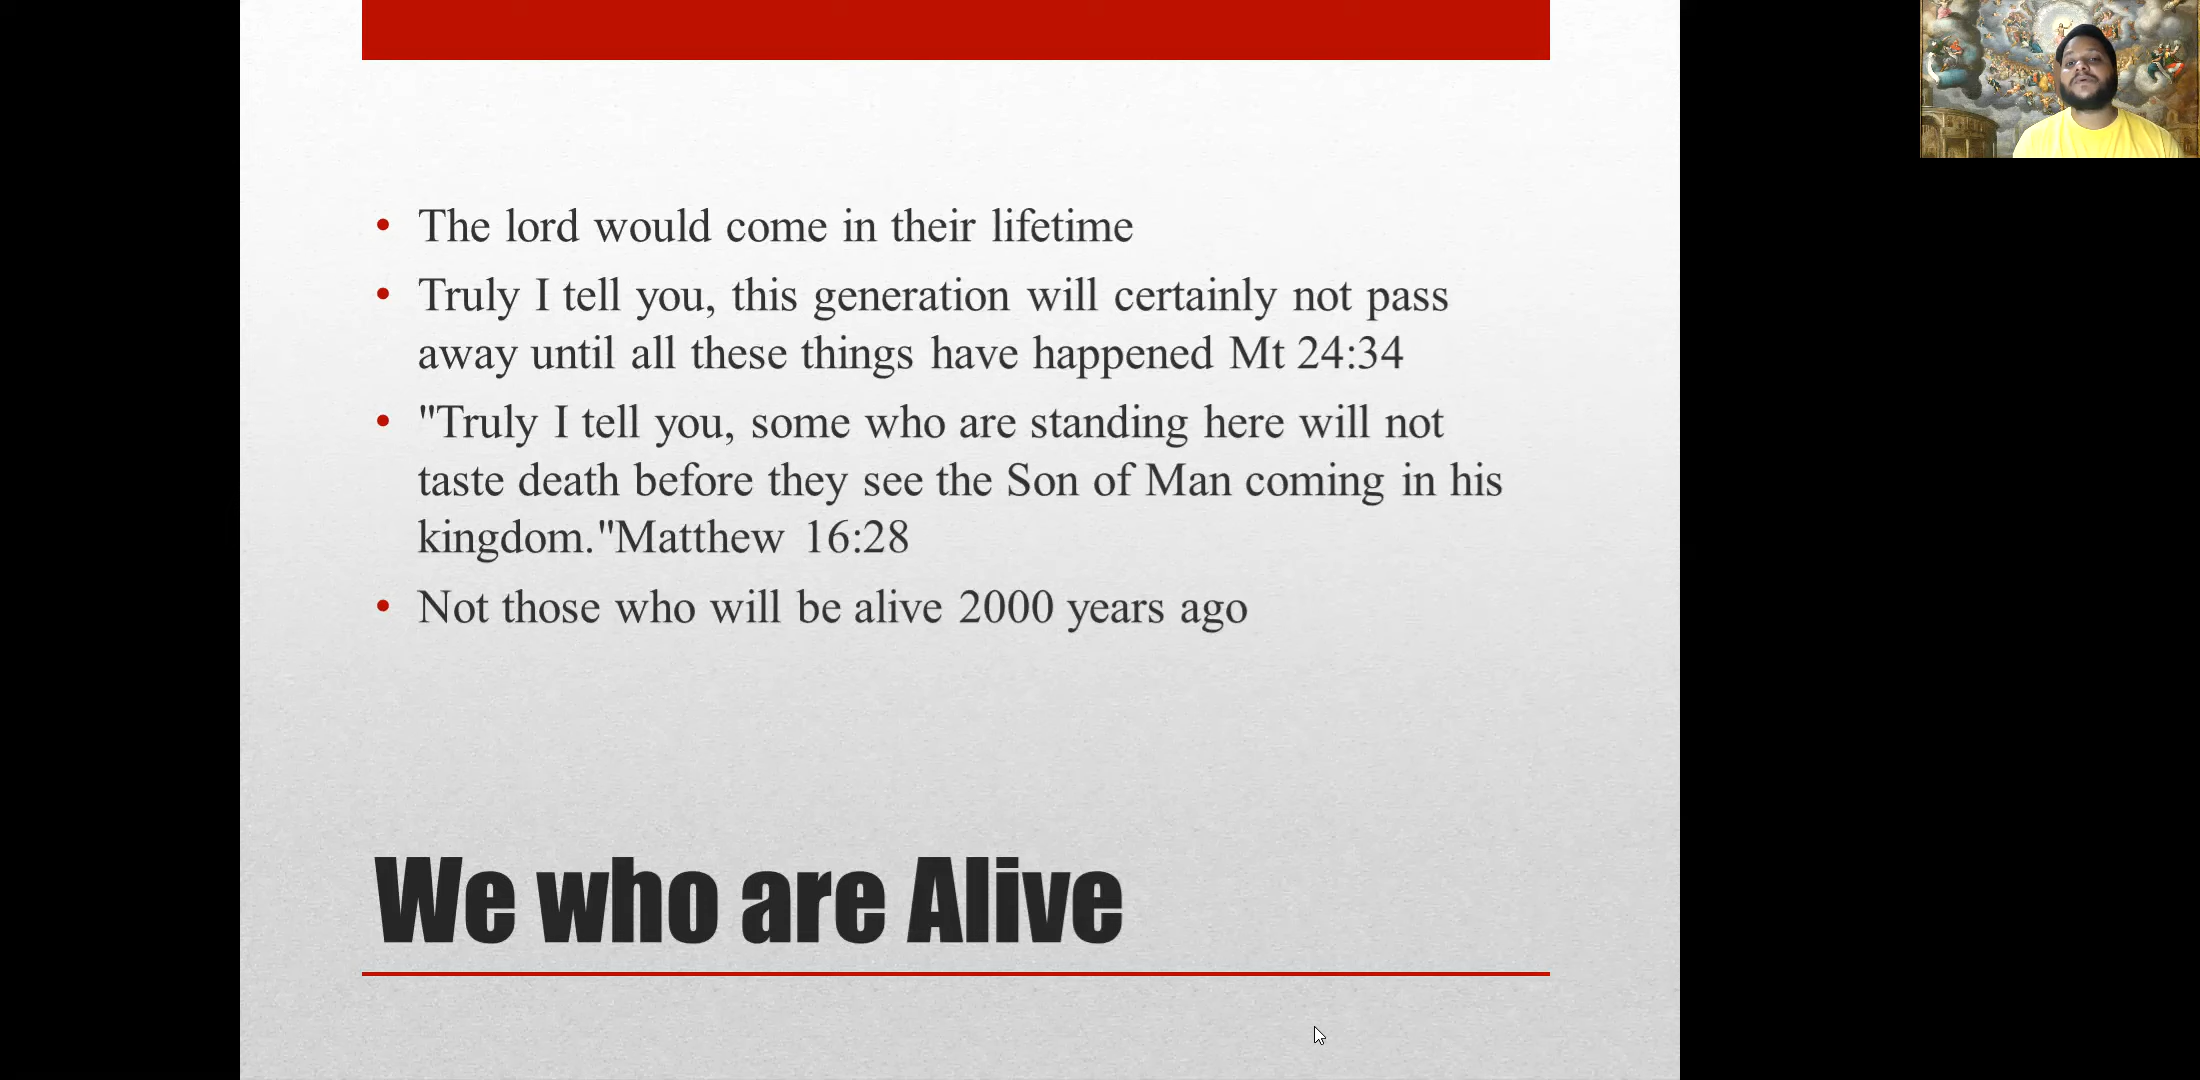 • The lord would come in their lifetime
• Truly I tell you, this generation will certainly not pass
away until all these things have happened Mt 24:34
• "Truly I tell you, some who are standing here will not
taste death before they see the Son of Man coming in his
kingdom."Matthew 16:28
• Not those who will be alive 2000 years ago
We who are Alive